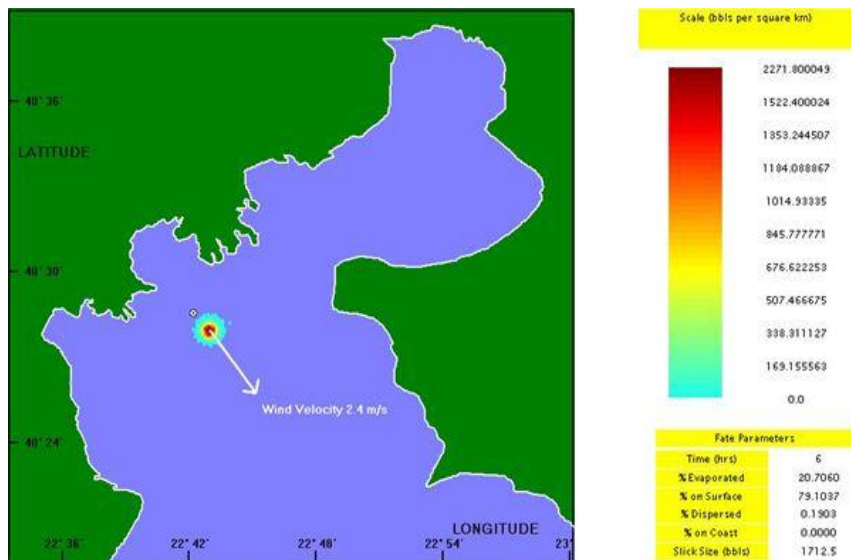 40° 36'
LATITUDE
40° 30'
Wind Velocity 2.4 m/s
40° 24'
LONGITUDE
22° 36'
22° 42'
22° 48'
22° 54'
23°
Scale (bbls per square km)
2271.800049
1522.400024
1353.244507
1184.088867
1014.93335
845.777771
676.622253
507.466675
338.311127
169.155563
0.0
Fate Parameters
Time (hrs) 6
% Evaporated 20.7060
% on Surface 79.1037
% Dispersed 0.1903
% on Coast 0.0000
Slick Size (bbls) 1712.5